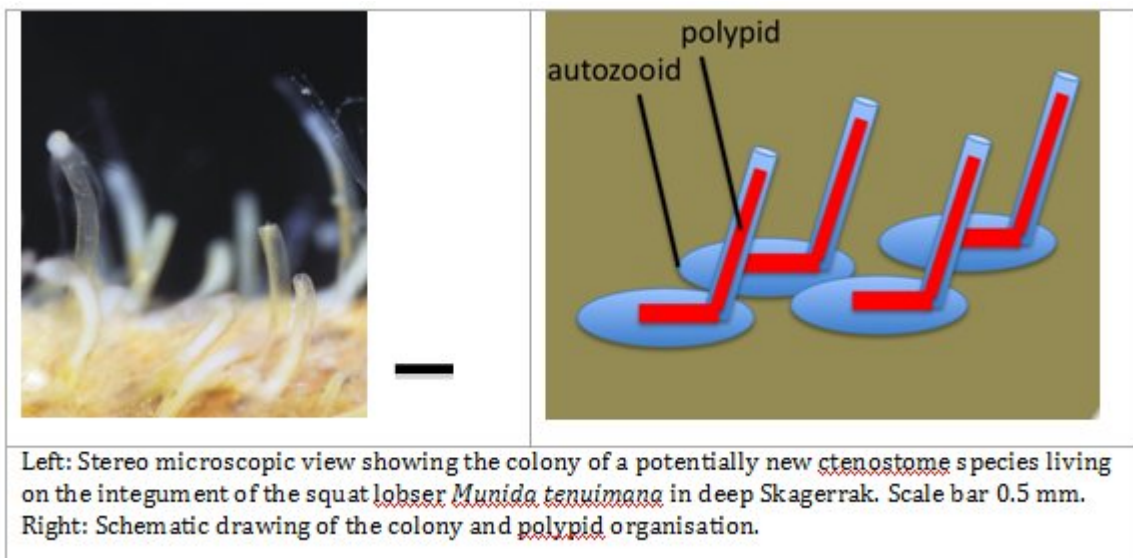 polypid
autozooid
Left: Stereo microscopic view showing the colony of a potentially new ctenostome species living
on the integument of the squat lobser Munida tenuimana in deep Skagerrak. Scale bar 0.5 mm.
Right: Schematic drawing of the colony and polypid organisation.